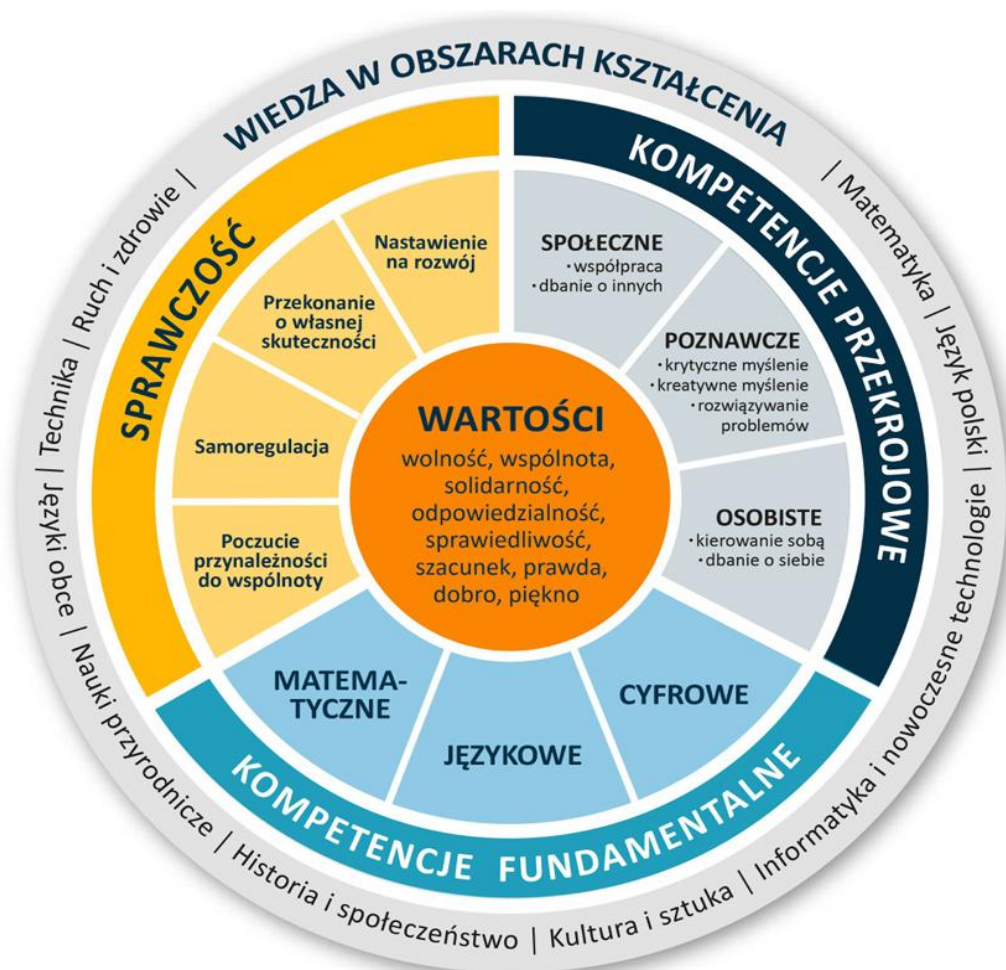 WIEDZA W OBSZARACH KSZTAŁCENIA
| Matematyka | Język polski | Informatyka i nowoczesne technologie | Kultura i sztuka | Historia i społeczeństwo | Nauki przyrodnicze | Języki obce | Technika | Ruch i zdrowie |
SPRAWCZOŚĆ
Nastawienie
na rozwój
Przekonanie
o własnej
skuteczności
Samoregulacja
Poczucie
przynależności
do wspólnoty
KOMPETENCJE PRZEKROJOWE
SPOŁECZNE
• współpraca
• dbanie o innych
POZNAWCZE
• krytyczne myślenie
• kreatywne myślenie
• rozwiązywanie
problemów
OSOBISTE
• kierowanie sobą
• dbanie o siebie
WARTOŚCI
wolność, wspólnota,
solidarność,
odpowiedzialność,
sprawiedliwość,
szacunek, prawda,
dobro, piękno
MATEMA-
TYCZNE
JĘZYKOWE
CYFROWE
KOMPETENCJE FUNDAMENTALNE